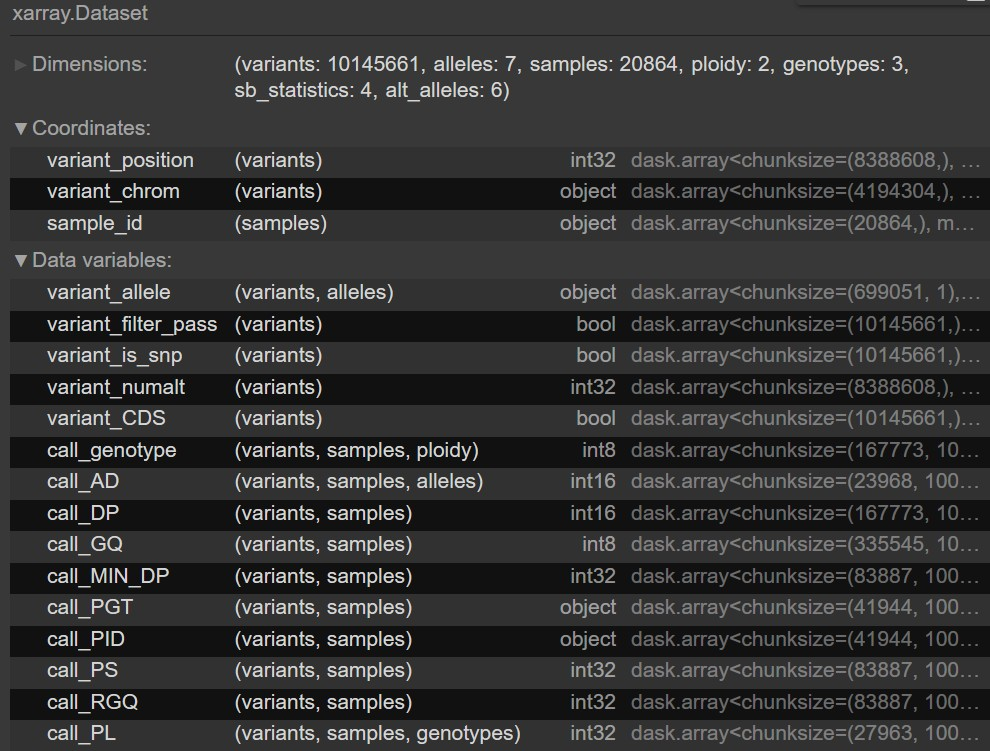 xarray.Dataset
► Dimensions: (variants: 10145661, alleles: 7, samples: 20864, ploidy: 2, genotypes: 3,
sb_statistics: 4, alt_alleles: 6)
▼ Coordinates:
variant_position (variants) int32 dask.array<chunksize=(8388608,), ...
variant_chrom (variants) object dask.array<chunksize=(4194304,), ...
sample_id (samples) object dask.array<chunksize=(20864,), m...
▼ Data variables:
variant_allele (variants, alleles) object dask.array<chunksize=(699051, 1),...
variant_filter_pass (variants) bool dask.array<chunksize=(10145661,)...
variant_is_snp (variants) bool dask.array<chunksize=(10145661,)...
variant_numalt (variants) int32 dask.array<chunksize=(8388608,), ...
variant_CDS (variants) bool dask.array<chunksize=(10145661,)...
call_genotype (variants, samples, ploidy) int8 dask.array<chunksize=(167773, 10...
call_AD (variants, samples, alleles) int16 dask.array<chunksize=(23968, 100...
call_DP (variants, samples) int16 dask.array<chunksize=(167773, 10...
call_GQ (variants, samples) int8 dask.array<chunksize=(335545, 10...
call_MIN_DP (variants, samples) int32 dask.array<chunksize=(83887, 100...
call_PGT (variants, samples) object dask.array<chunksize=(41944, 100...
call_PID (variants, samples) object dask.array<chunksize=(41944, 100...
call_PS (variants, samples) int32 dask.array<chunksize=(83887, 100...
call_RGQ (variants, samples) int32 dask.array<chunksize=(83887, 100...
call_PL (variants, samples, genotypes) int32 dask.array<chunksize=(27963, 100...